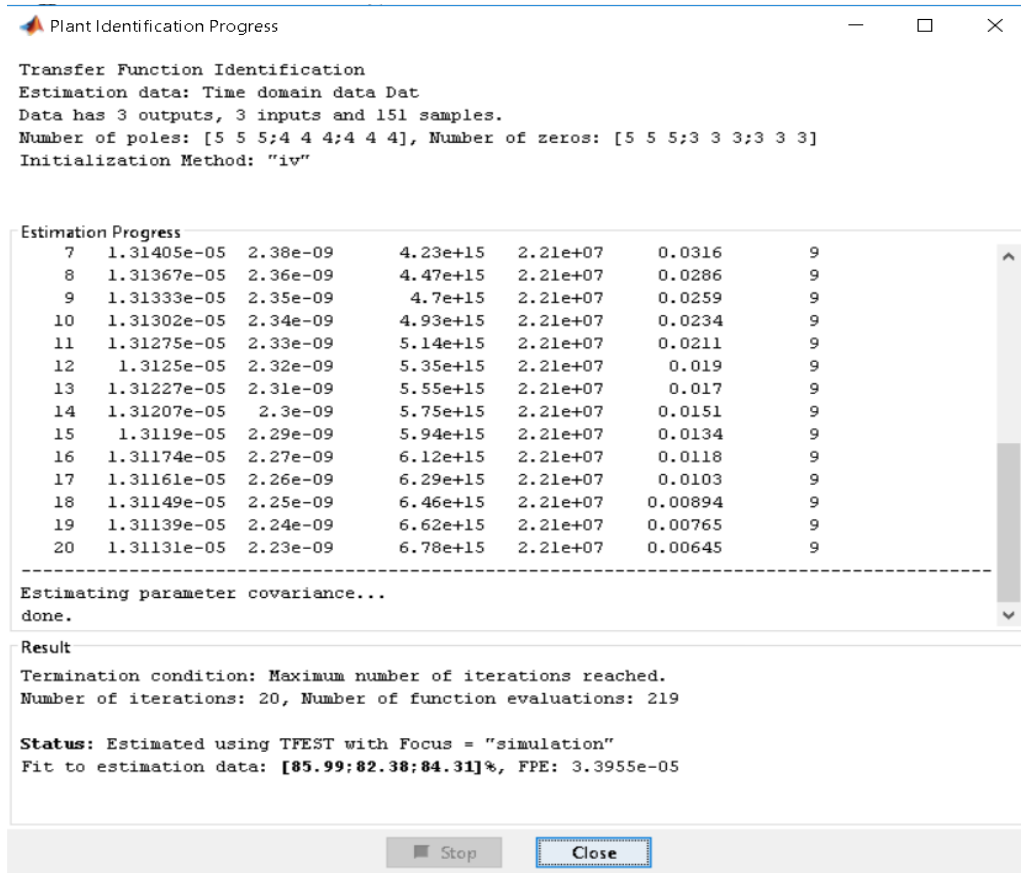 Plant Identification Progress
Transfer Function Identification
Estimation data: Time domain data Dat
Data has 3 outputs, 3 inputs and 151 samples.
Number of poles: [5 5 5;4 4 4;4 4 4], Number of zeros: [5 5 5;3 3 3;3 3 3]
Initialization Method: "iv"
Estimation Progress
7 1.31405e-05 2.38e-09 4.23e+15 2.21e+07 0.0316 9
8 1.31367e-05 2.36e-09 4.47e+15 2.21e+07 0.0286 9
9 1.31333e-05 2.35e-09 4.7e+15 2.21e+07 0.0259 9
10 1.31302e-05 2.34e-09 4.93e+15 2.21e+07 0.0234 9
11 1.31275e-05 2.33e-09 5.14e+15 2.21e+07 0.0211 9
12 1.3125e-05 2.32e-09 5.35e+15 2.21e+07 0.019 9
13 1.31227e-05 2.31e-09 5.55e+15 2.21e+07 0.017 9
14 1.31207e-05 2.3e-09 5.75e+15 2.21e+07 0.0151 9
15 1.3119e-05 2.29e-09 5.94e+15 2.21e+07 0.0134 9
16 1.31174e-05 2.27e-09 6.12e+15 2.21e+07 0.0118 9
17 1.31161e-05 2.26e-09 6.29e+15 2.21e+07 0.0103 9
18 1.31149e-05 2.25e-09 6.46e+15 2.21e+07 0.00894 9
19 1.31139e-05 2.24e-09 6.62e+15 2.21e+07 0.00765 9
20 1.31131e-05 2.23e-09 6.78e+15 2.21e+07 0.00645 9
------------------------------------------------------------------------------------------
Estimating parameter covariance...
done.
Result
Termination condition: Maximum number of iterations reached.
Number of iterations: 20, Number of function evaluations: 219
Status: Estimated using TFEST with Focus = "simulation"
Fit to estimation data: [85.99;82.38;84.31]%, FPE: 3.3955e-05
Stop
Close